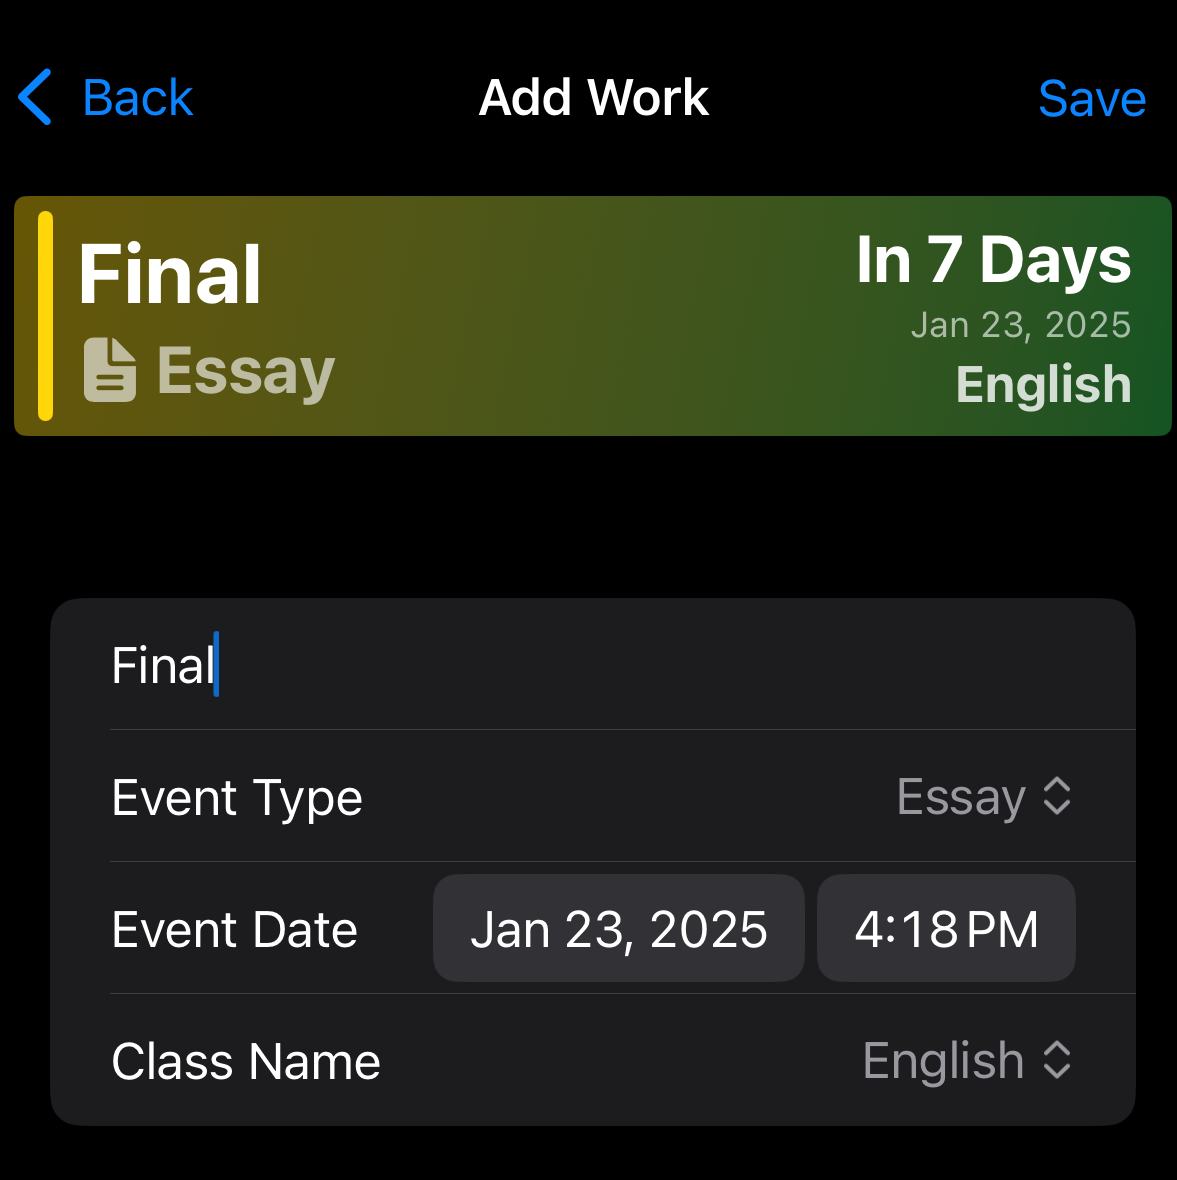 Back Add Work Save
Final
Essay
In 7 Days
Jan 23, 2025
English
Final
Event Type Essay
Event Date Jan 23, 2025 4:18 PM
Class Name English